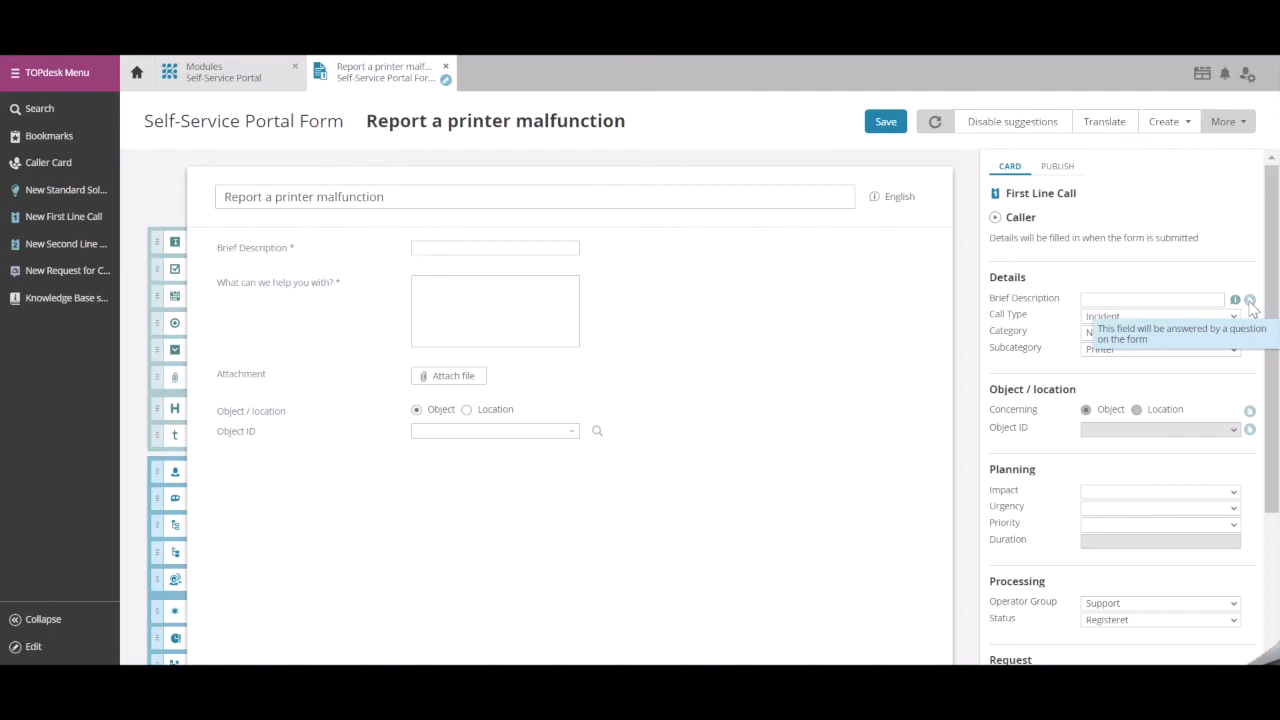 TOPdesk Menu
Modules
Self-Service Portal
Report a printer malf...
Self-Service Portal For...
Search
Bookmarks
Caller Card
New Standard Sol...
New First Line Call
New Second Line ...
New Request for C...
Knowledge Base s...
Collapse
Edit
Self-Service Portal Form
Report a printer malfunction
Save
Disable suggestions
Translate
Create
More
Report a printer malfunction
English
Brief Description *
What can we help you with? *
Attachment
Attach file
Object / location
Object
Location
Object ID
CARD
PUBLISH
First Line Call
Caller
Details will be filled in when the form is submitted
Details
Brief Description
Call Type
Incident
Category
Subcategory
Printer
This field will be answered by a question
on the form
Object / location
Concerning
Object
Location
Object ID
Planning
Impact
Urgency
Priority
Duration
Processing
Operator Group
Support
Status
Registeret
Request